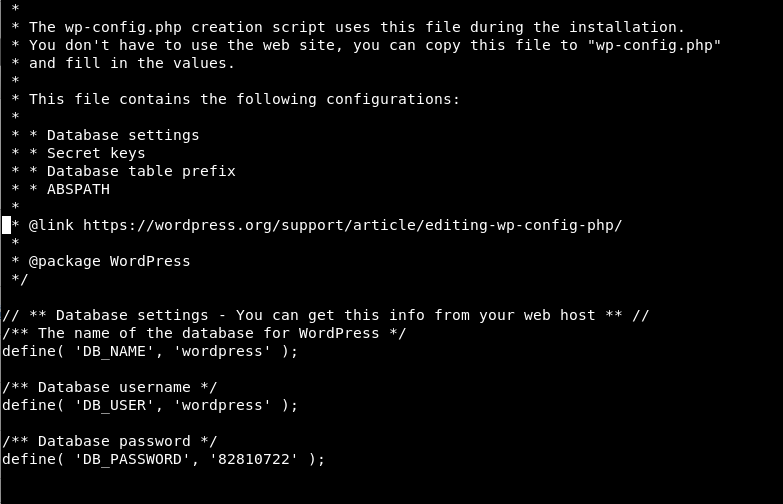 *
* The wp-config.php creation script uses this file during the installation.
* You don't have to use the web site, you can copy this file to "wp-config.php"
* and fill in the values.
*
* This file contains the following configurations:
*
* * Database settings
* * Secret keys
* * Database table prefix
* * ABSPATH
*
* @link https://wordpress.org/support/article/editing-wp-config-php/
*
* @package WordPress
*/
// ** Database settings - You can get this info from your web host ** //
/** The name of the database for WordPress */
define( 'DB_NAME', 'wordpress' );
/** Database username */
define( 'DB_USER', 'wordpress' );
/** Database password */
define( 'DB_PASSWORD', '82810722' );